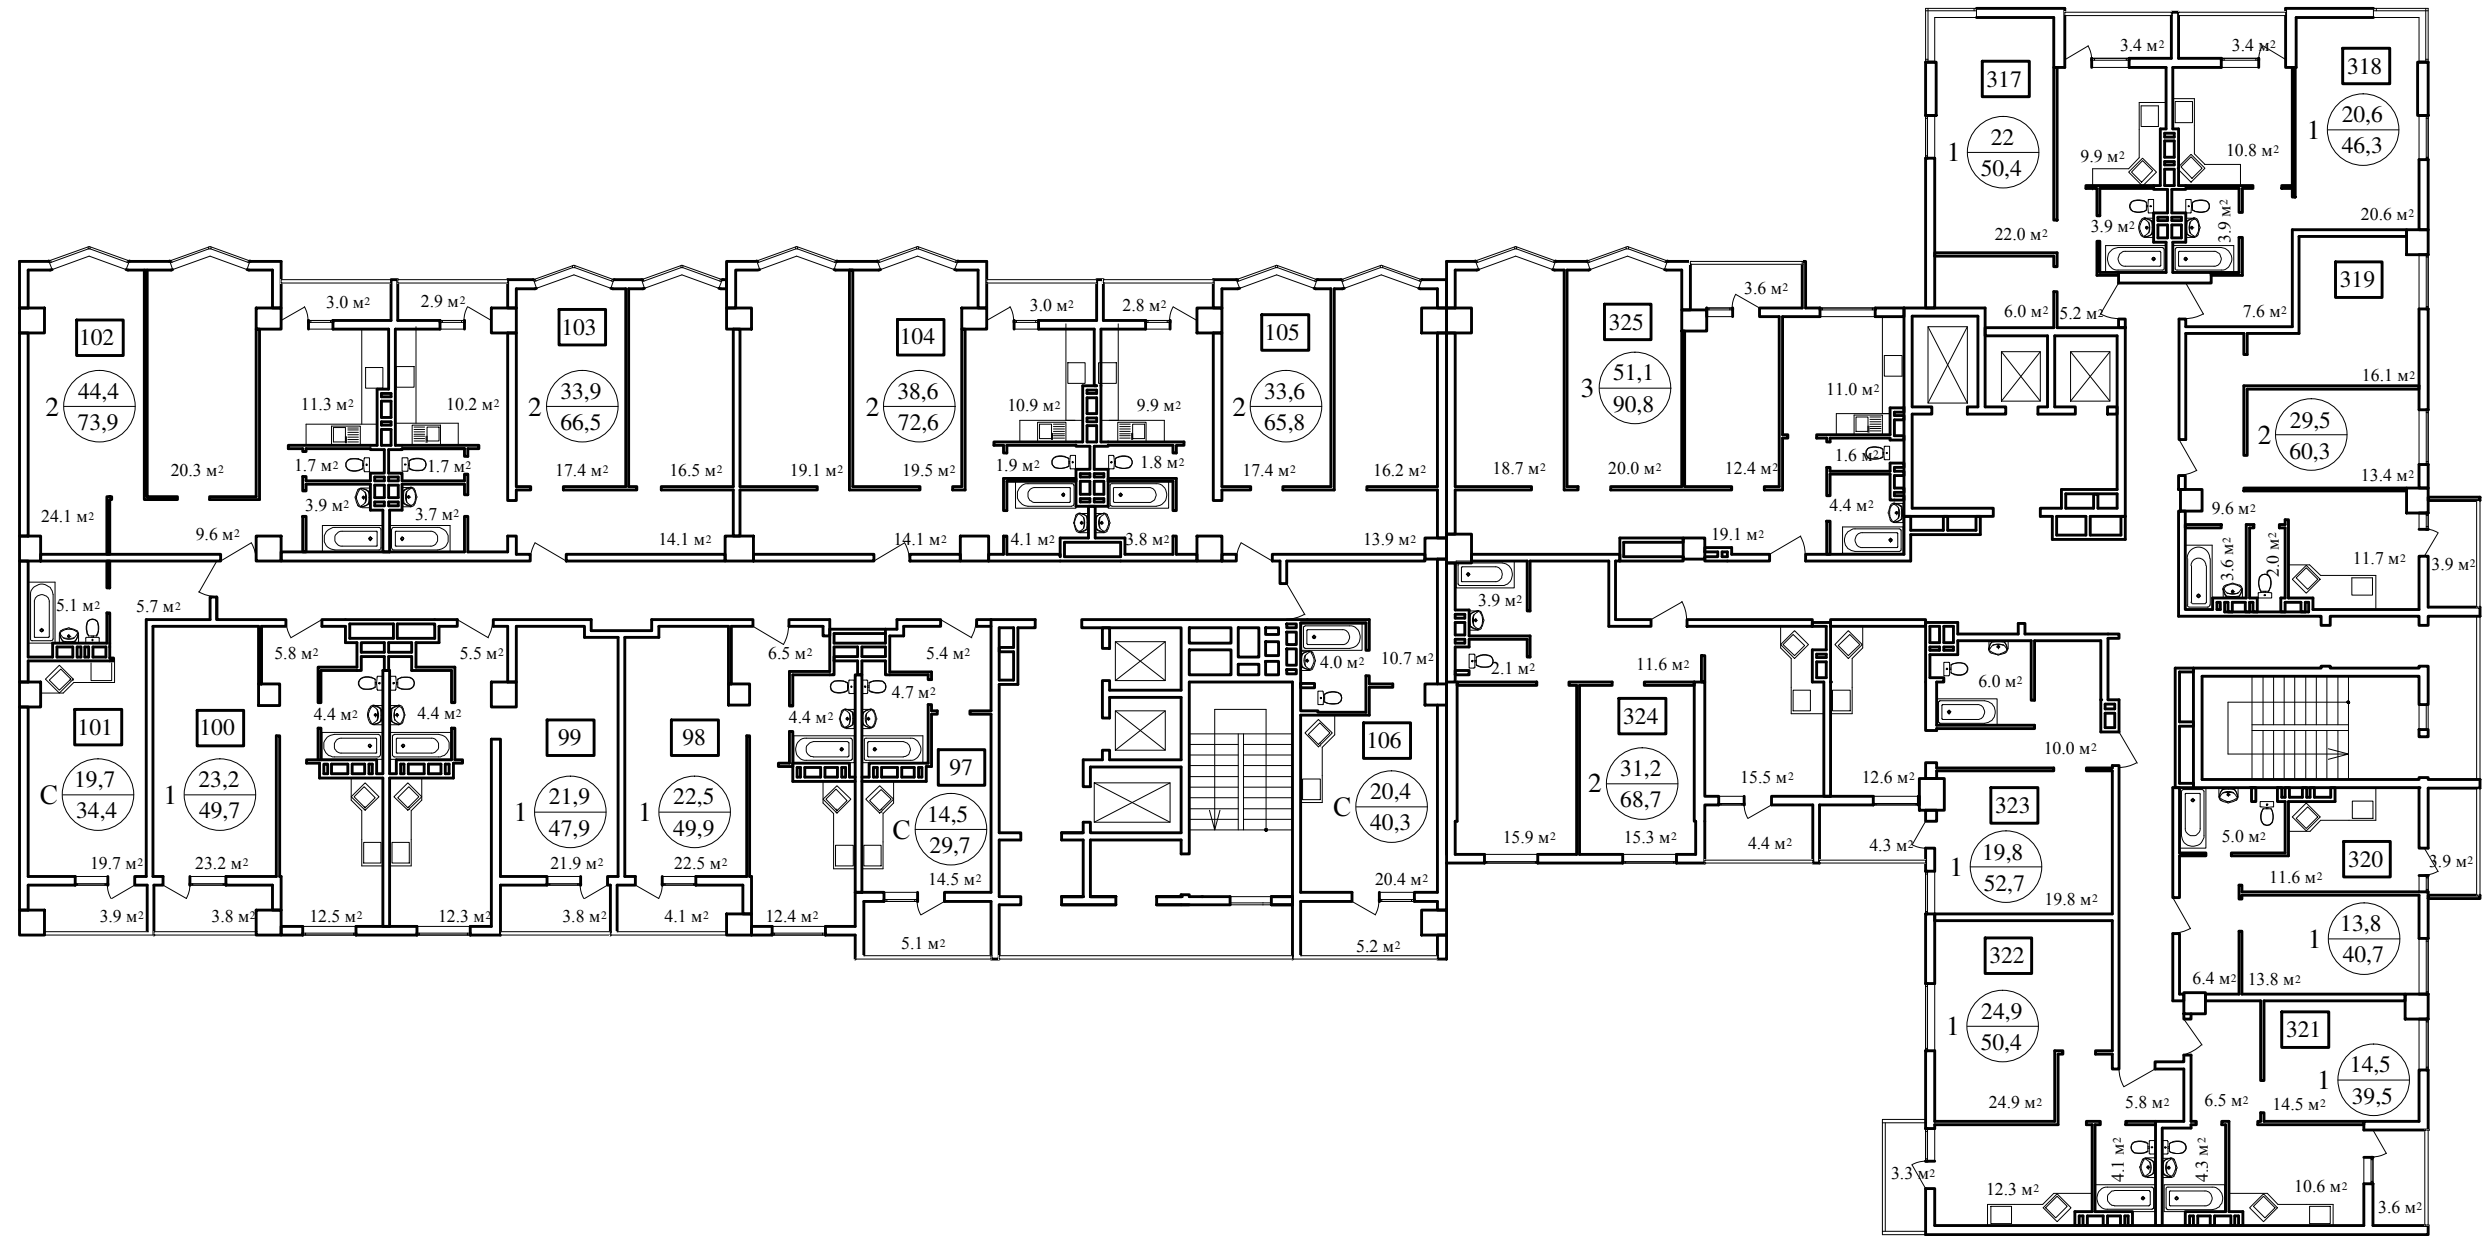 3.4 м²
3.4 м²
317
318
1
22
50,4
1
20,6
46,3
9.9 м²
10.8 м²
3.9 м²
3.9 м²
22.0 м²
20.6 м²
6.0 м²
5.2 м²
7.6 м²
319
16.1 м²
2
29,5
60,3
13.4 м²
9.6 м²
3.6 м²
2.0 м²
11.7 м²
3.9 м²
3.0 м²
2.9 м²
102
103
2
44,4
73,9
11.3 м²
10.2 м²
2
33,9
66,5
20.3 м²
1.7 м²
1.7 м²
17.4 м²
16.5 м²
24.1 м²
3.9 м²
3.7 м²
9.6 м²
14.1 м²
3.0 м²
2.8 м²
104
105
2
38,6
72,6
10.9 м²
9.9 м²
2
33,6
65,8
19.1 м²
19.5 м²
1.9 м²
1.8 м²
17.4 м²
16.2 м²
14.1 м²
4.1 м²
3.8 м²
13.9 м²
3.6 м²
325
3
51,1
90,8
11.0 м²
1.6 м²
18.7 м²
20.0 м²
12.4 м²
4.4 м²
19.1 м²
5.1 м²
5.7 м²
5.8 м²
5.5 м²
6.5 м²
5.4 м²
4.4 м²
4.4 м²
4.4 м²
4.7 м²
101
100
99
98
97
С
19,7
34,4
1
23,2
49,7
1
21,9
47,9
1
22,5
49,9
С
14,5
29,7
19.7 м²
23.2 м²
21.9 м²
22.5 м²
14.5 м²
3.9 м²
3.8 м²
12.5 м²
12.3 м²
3.8 м²
4.1 м²
12.4 м²
5.1 м²
4.0 м²
10.7 м²
106
С
20,4
40,3
20.4 м²
5.2 м²
3.9 м²
2.1 м²
11.6 м²
324
2
31,2
68,7
15.5 м²
15.9 м²
15.3 м²
4.4 м²
6.0 м²
10.0 м²
12.6 м²
323
4.3 м²
1
19,8
52,7
19.8 м²
5.0 м²
320
3.9 м²
11.6 м²
1
13,8
40,7
6.4 м²
13.8 м²
322
1
24,9
50,4
321
1
14,5
39,5
24.9 м²
5.8 м²
6.5 м²
14.5 м²
3.3 м²
4.1 м²
4.3 м²
12.3 м²
10.6 м²
3.6 м²